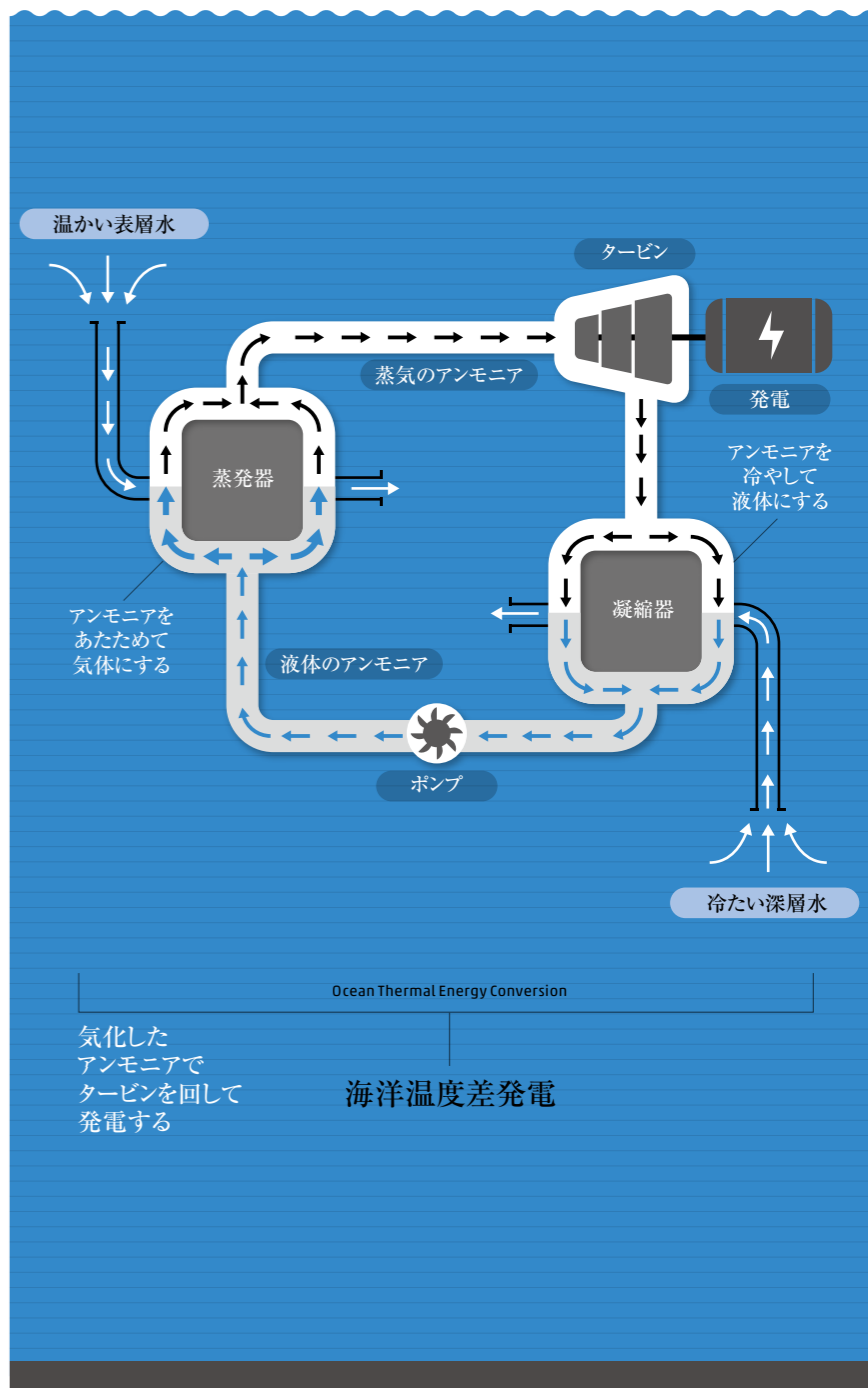 温かい表層水
タービン
蒸気のアンモニア
発電
蒸発器
アンモニアを
冷やして
液体にする
凝縮器
アンモニアを
あたためて
気体にする
液体のアンモニア
ポンプ
冷たい深層水
Ocean Thermal Energy Conversion
気化した
アンモニアで
タービンを回して
発電する
海洋温度差発電